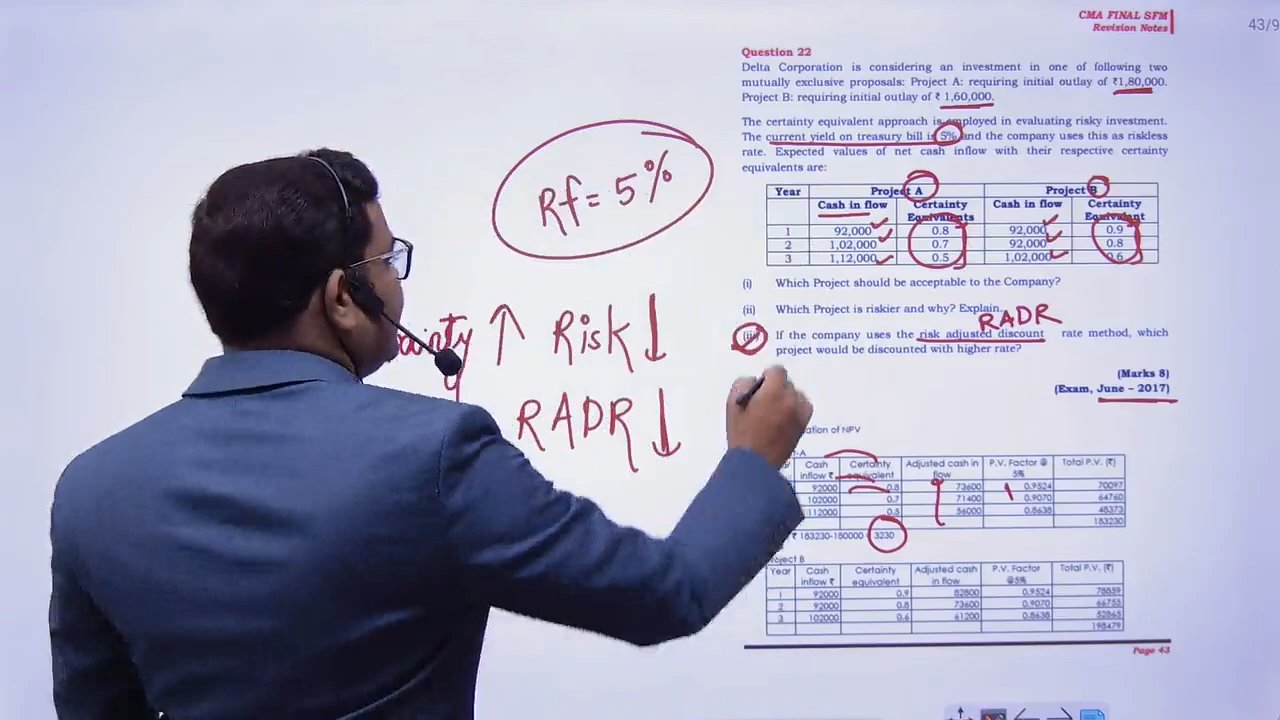 CMA FINAL SFM
Revision Notes
43/9
Question 22
Delta Corporation is considering an investment in one of following two
mutually exclusive proposals: Project A: requiring initial outlay of ₹1,80,000.
Project B: requiring initial outlay of ₹ 1,60,000.
The certainty equivalent approach is employed in evaluating risky investment.
The current yield on treasury bill is 5% and the company uses this as riskless
rate. Expected values of net cash inflow with their respective certainty
equivalents are:
Year Project A Project B
Cash in flow Certainty Equivalents Cash in flow Certainty Equivalent
1 92,000 0.8 92,000 0.9
2 1,02,000 0.7 92,000 0.8
3 1,12,000 0.5 1,02,000 0.6
(i) Which Project should be acceptable to the Company?
(ii) Which Project is riskier and why? Explain.
RADR
(iii) If the company uses the risk adjusted discount rate method, which
project would be discounted with higher rate?
(Marks 8)
(Exam, June – 2017)
Rf = 5%
↑ Risk ↓
RADR ↓
of NPV
Cash inflow ₹ Certainty equivalent Adjusted cash in flow P.V. Factor @ 5% Total P.V. (₹)
92000 0.8 73600 0.9524 70097
102000 0.7 71400 0.9070 64760
112000 0.5 56000 0.8638 48373
183230
₹ 183230-180000 3230
Project B
Year Cash inflow ₹ Certainty equivalent Adjusted cash in flow P.V. Factor @5% Total P.V. (₹)
1 92000 0.9 82800 0.9524 78859
2 92000 0.8 73600 0.9070 66755
3 102000 0.6 61200 0.8638 52865
198479
Page 43